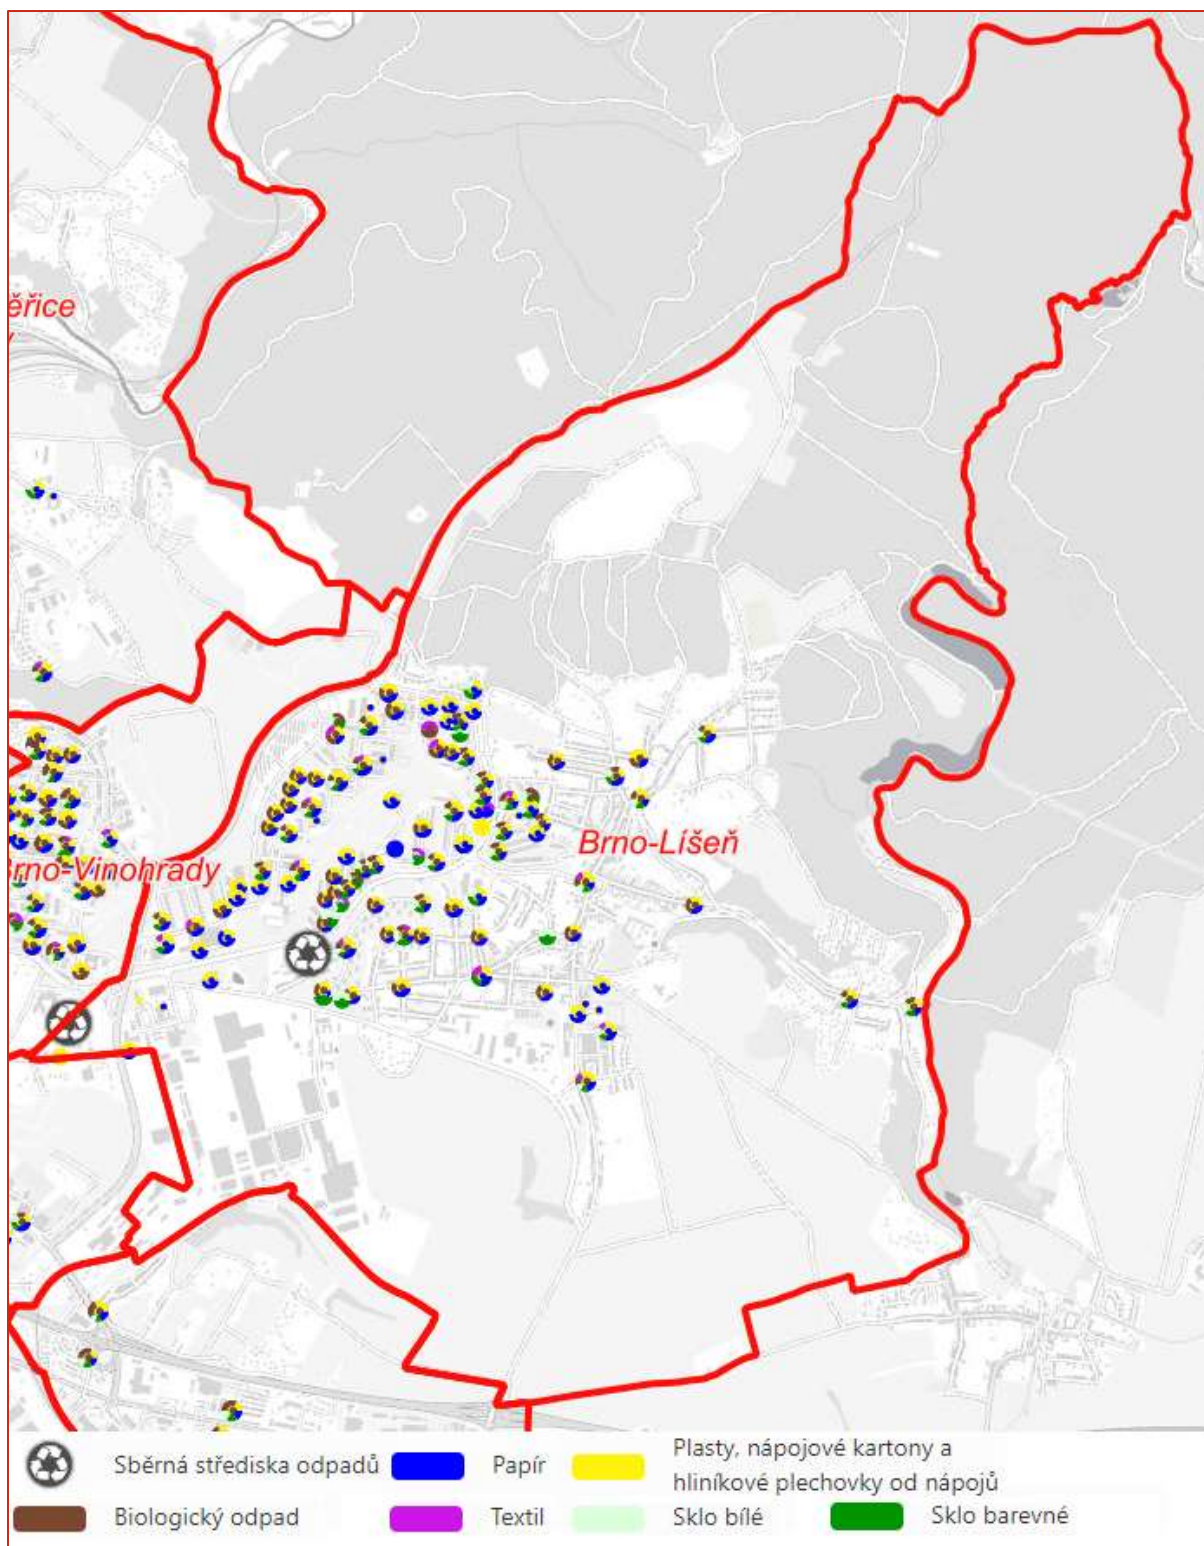 ěřice
Brno-Líšeň
rno-Vinohrady
Sběrná střediska odpadů
Papír
Plasty, nápojové kartony a
hliníkové plechovky od nápojů
Biologický odpad
Textil
Sklo bílé
Sklo barevné